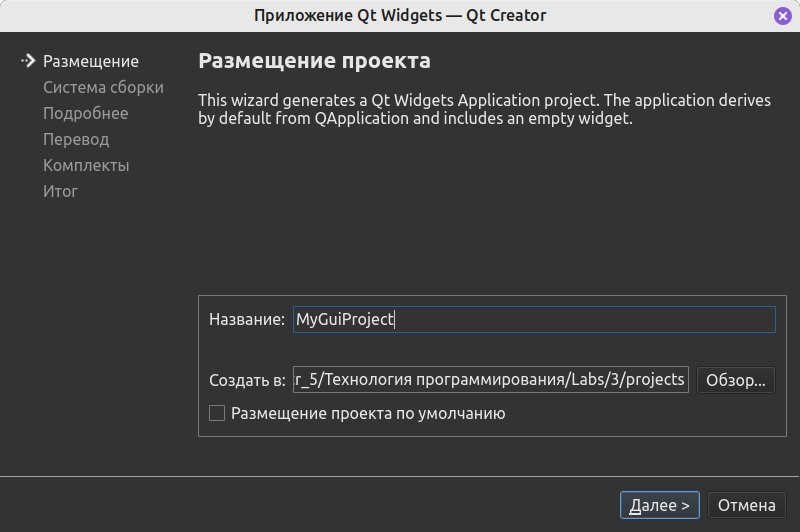 Приложение Qt Widgets — Qt Creator
Размещение
Система сборки
Подробнее
Перевод
Комплекты
Итог
Размещение проекта
This wizard generates a Qt Widgets Application project. The application derives
by default from QApplication and includes an empty widget.
Название: MyGuiProject
Создать в: r_5/Технология программирования/Labs/3/projects Обзор...
Размещение проекта по умолчанию
Далее > Отмена